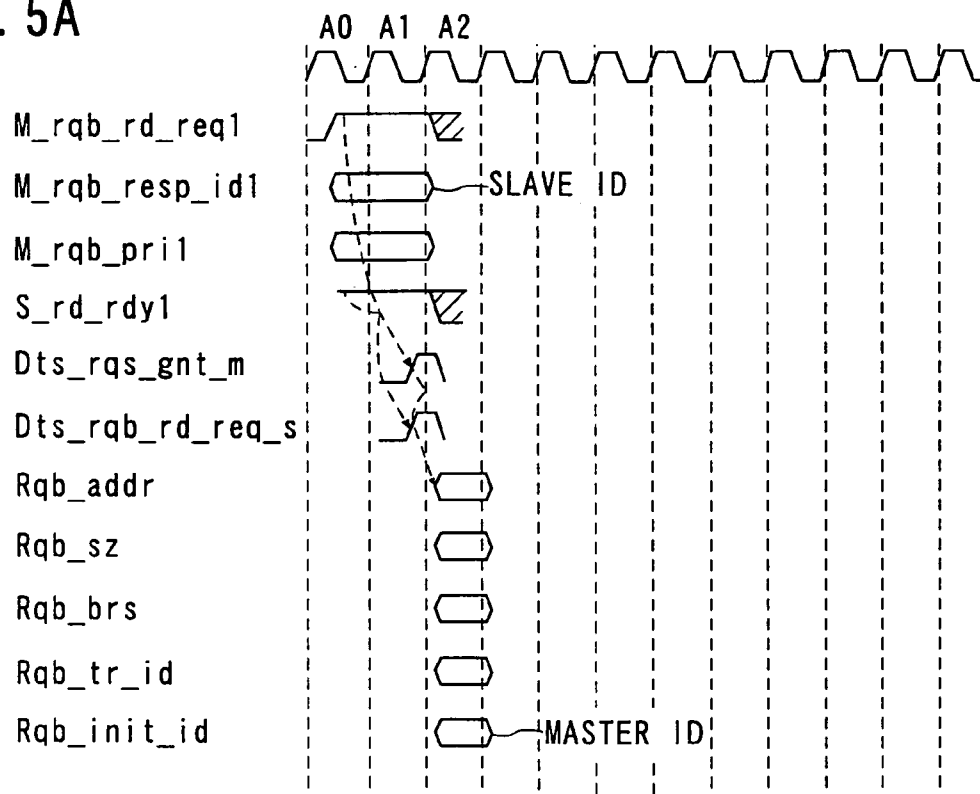 . 5A
A0 A1 A2
M_rqb_rd_req1
M_rqb_resp_id1
SLAVE ID
M_rqb_pri1
S_rd_rdy1
Dts_rqs_gnt_m
Dts_rqb_rd_req_s
Rqb_addr
Rqb_sz
Rqb_brs
Rqb_tr_id
Rqb_init_id
MASTER ID